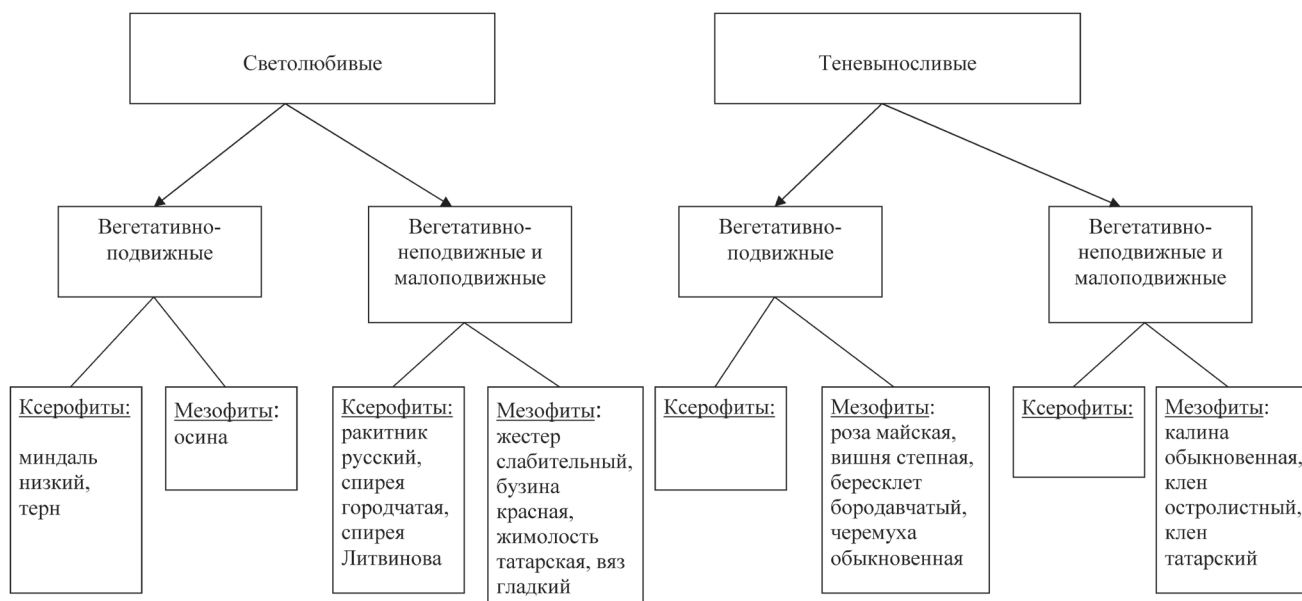 Светолюбивые
Теневыносливые
Вегетативно-
подвижные
Вегетативно-
неподвижные и
малоподвижные
Вегетативно-
подвижные
Вегетативно-
неподвижные и
малоподвижные
Ксерофиты:
миндаль
низкий,
терн
Мезофиты:
осина
Ксерофиты:
ракитник
русский,
спирея
городчатая,
спирея
Литвинова
Мезофиты:
жестер
слабительный,
бузина
красная,
жимолость
татарская, вяз
гладкий
Ксерофиты:
Мезофиты:
роза майская,
вишня степная,
бересклет
бородавчатый,
черемуха
обыкновенная
Ксерофиты:
Мезофиты:
калина
обыкновенная,
клен
остролистный,
клен
татарский